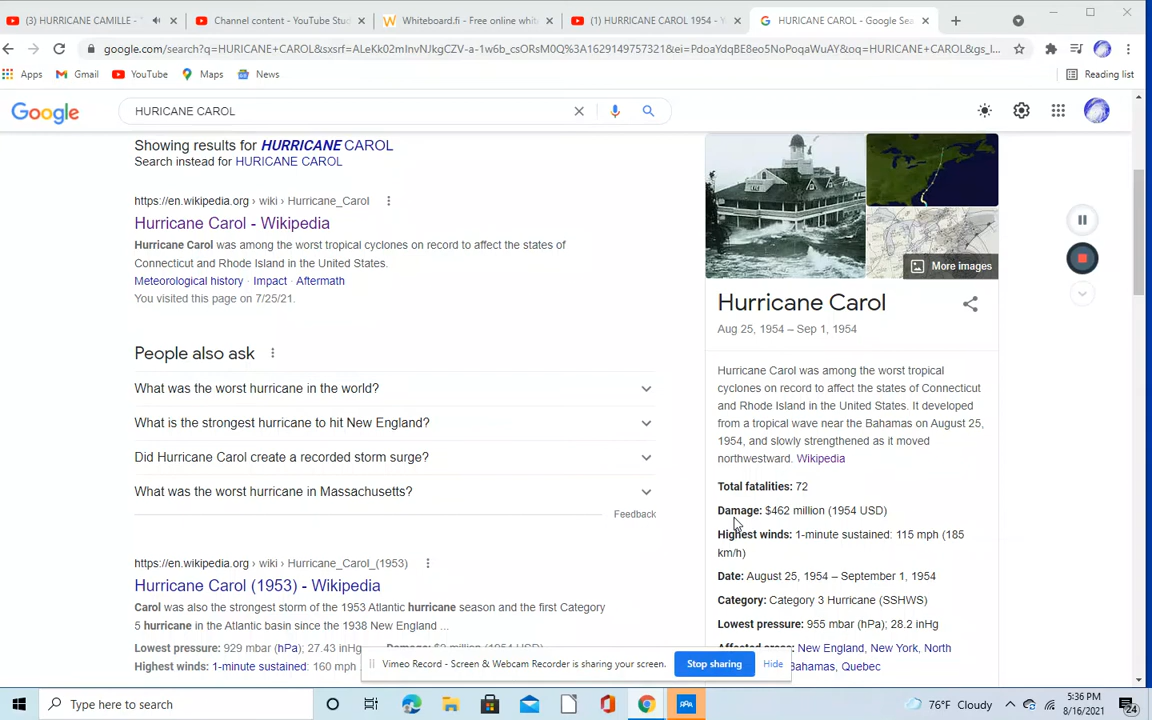 (3) HURRICANE CAMILLE - "
Channel content - YouTube Stud
Whiteboard.fi - Free online white
(1) HURRICANE CAROL 1954 - Y
HURICANE CAROL - Google Sea
google.com/search?q=HURICANE+CAROL&sxsrf=ALeKk02mInvNJkgCZV-a-1w6b_csORsM0Q%3A1629149757321&ei=PdoaYdqBE8eo5NoPoqaWuAY&oq=HURICANE+CAROL&gs_l...
Apps
Gmail
YouTube
Maps
News
Reading list
Google
HURICANE CAROL
Showing results for HURRICANE CAROL
Search instead for HURICANE CAROL
https://en.wikipedia.org › wiki › Hurricane_Carol
Hurricane Carol - Wikipedia
Hurricane Carol was among the worst tropical cyclones on record to affect the states of
Connecticut and Rhode Island in the United States.
Meteorological history · Impact · Aftermath
You visited this page on 7/25/21.
People also ask
What was the worst hurricane in the world?
What is the strongest hurricane to hit New England?
Did Hurricane Carol create a recorded storm surge?
What was the worst hurricane in Massachusetts?
Feedback
https://en.wikipedia.org › wiki › Hurricane_Carol_(1953)
Hurricane Carol (1953) - Wikipedia
Carol was also the strongest storm of the 1953 Atlantic hurricane season and the first Category
5 hurricane in the Atlantic basin since the 1938 New England ...
Lowest pressure: 929 mbar (hPa); 27.43 inHg
Highest winds: 1-minute sustained: 160 mph
More images
Hurricane Carol
Aug 25, 1954 – Sep 1, 1954
Hurricane Carol was among the worst tropical
cyclones on record to affect the states of Connecticut
and Rhode Island in the United States. It developed
from a tropical wave near the Bahamas on August 25,
1954, and slowly strengthened as it moved
northwestward. Wikipedia
Total fatalities: 72
Damage: $462 million (1954 USD)
Highest winds: 1-minute sustained: 115 mph (185
km/h)
Date: August 25, 1954 – September 1, 1954
Category: Category 3 Hurricane (SSHWS)
Lowest pressure: 955 mbar (hPa); 28.2 inHg
Affected areas: New England, New York, North
Bahamas, Quebec
Vimeo Record - Screen & Webcam Recorder is sharing your screen.
Stop sharing
Hide
Type here to search
76°F Cloudy
5:36 PM
8/16/2021
24